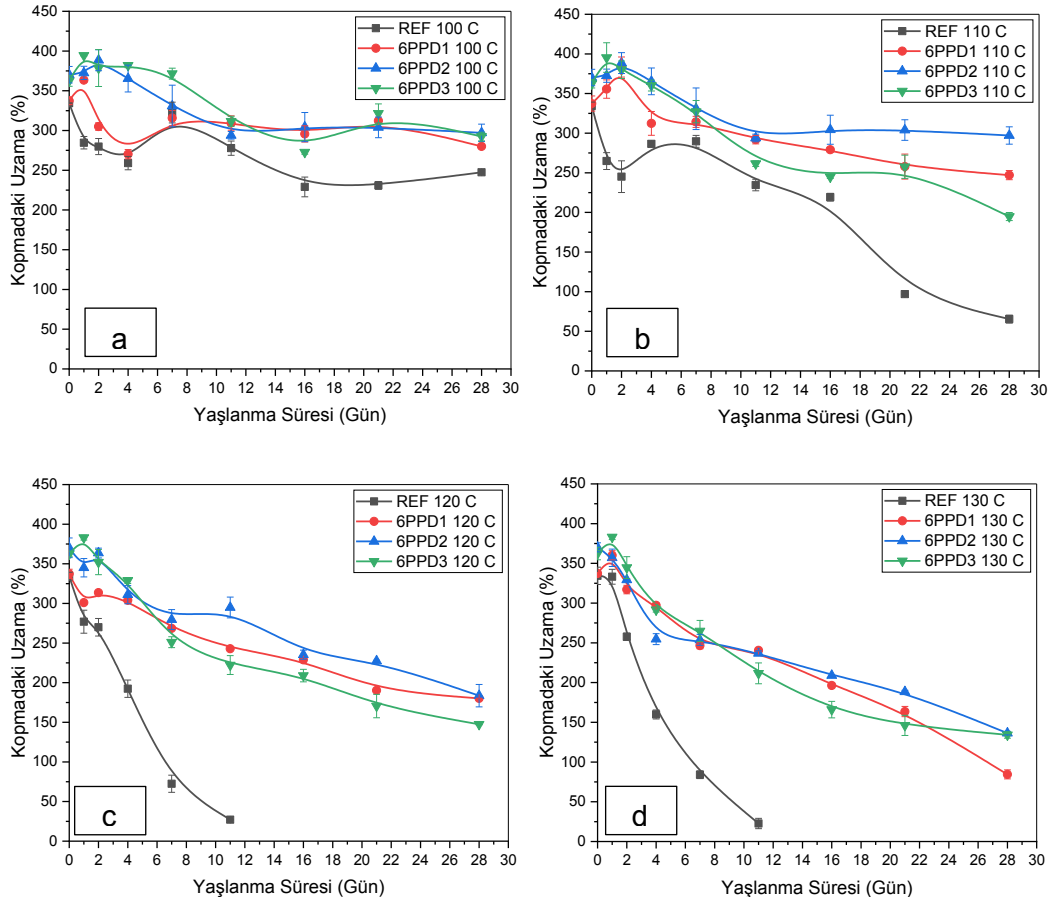 450
400
350
300
250
200
150
100
50
0
Kopmadaki Uzama (%)
REF 100 C
6PPD1 100 C
6PPD2 100 C
6PPD3 100 C
a
0 2 4 6 8 10 12 14 16 18 20 22 24 26 28 30
Yaşlanma Süresi (Gün)
450
400
350
300
250
200
150
100
50
0
Kopmadaki Uzama (%)
REF 110 C
6PPD1 110 C
6PPD2 110 C
6PPD3 110 C
b
0 2 4 6 8 10 12 14 16 18 20 22 24 26 28 30
Yaşlanma Süresi (Gün)
450
400
350
300
250
200
150
100
50
0
Kopmadaki Uzama (%)
REF 120 C
6PPD1 120 C
6PPD2 120 C
6PPD3 120 C
c
0 2 4 6 8 10 12 14 16 18 20 22 24 26 28 30
Yaşlanma Süresi (Gün)
450
400
350
300
250
200
150
100
50
0
Kopmadaki Uzama (%)
REF 130 C
6PPD1 130 C
6PPD2 130 C
6PPD3 130 C
d
0 2 4 6 8 10 12 14 16 18 20 22 24 26 28 30
Yaşlanma Süresi (Gün)